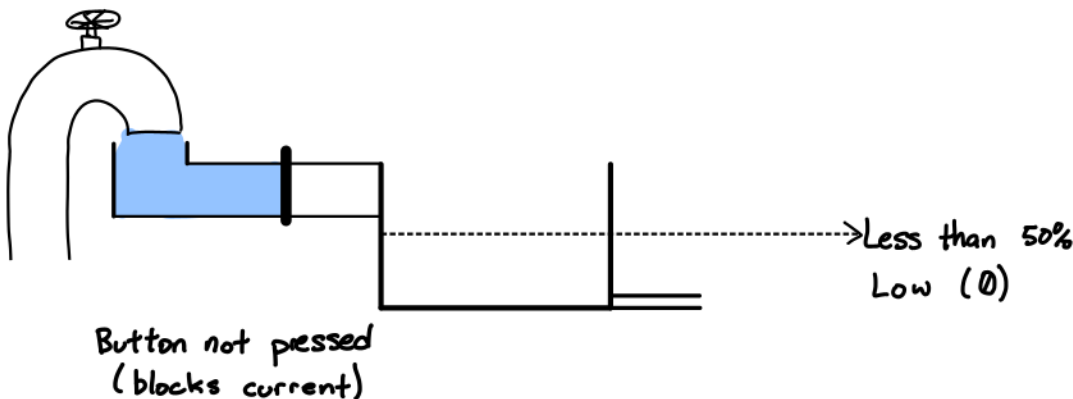 Less than 50%
Low (0)
Button not pressed
(blocks current)